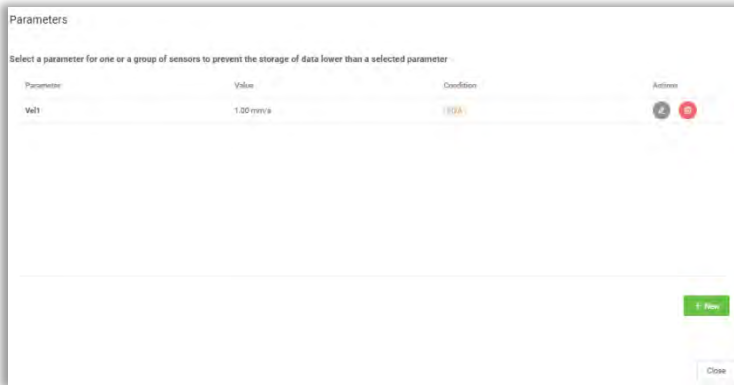 Parameters
Select a parameter for one or a group of sensors to prevent the storage of data lower than a selected parameter
Parameter Value Condition Actions
Vel1 1.00 mm/s
+ New
Close